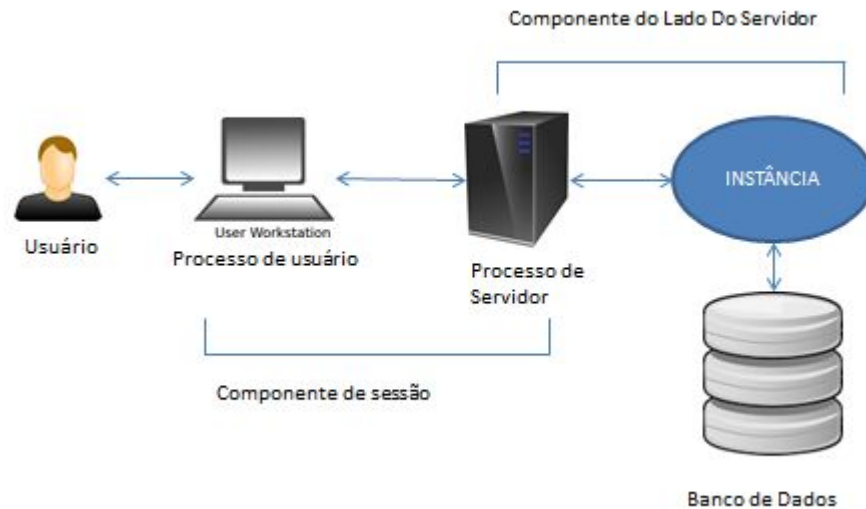 Componente do Lado Do Servidor
INSTÂNCIA
User Workstation
Usuário
Processo de usuário
Processo de
Servidor
Componente de sessão
Banco de Dados